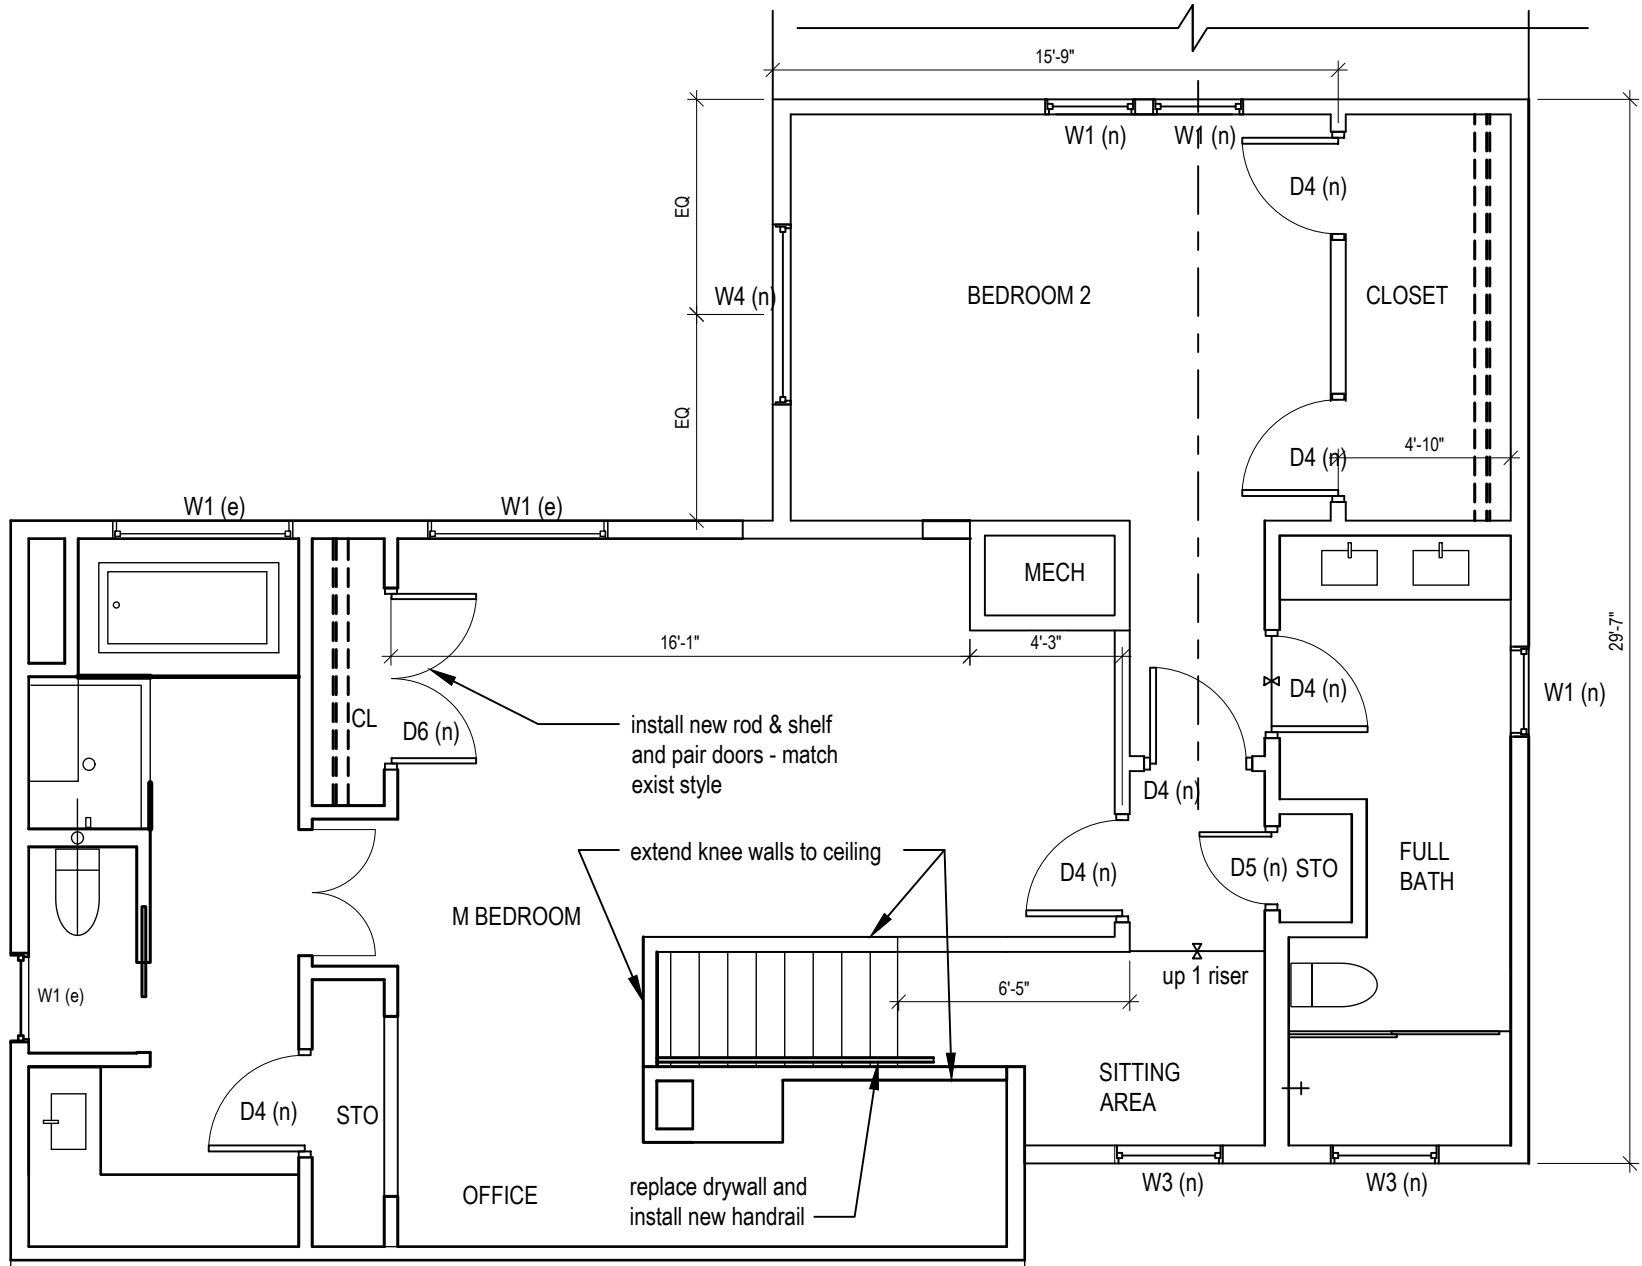 15'-9"
W1 (n)
W1 (n)
D4 (n)
EQ
W4 (n)
BEDROOM 2
CLOSET
EQ
D4 (n)
4'-10"
W1 (e)
W1 (e)
MECH
29'-7"
16'-1"
4'-3"
D4 (n)
W1 (n)
CL
D6 (n)
install new rod & shelf
and pair doors - match
exist style
D4 (n)
extend knee walls to ceiling
D4 (n)
D5 (n)
STO
FULL
BATH
M BEDROOM
up 1 riser
W1 (e)
6'-5"
SITTING
AREA
D4 (n)
STO
OFFICE
replace drywall and
install new handrail
W3 (n)
W3 (n)